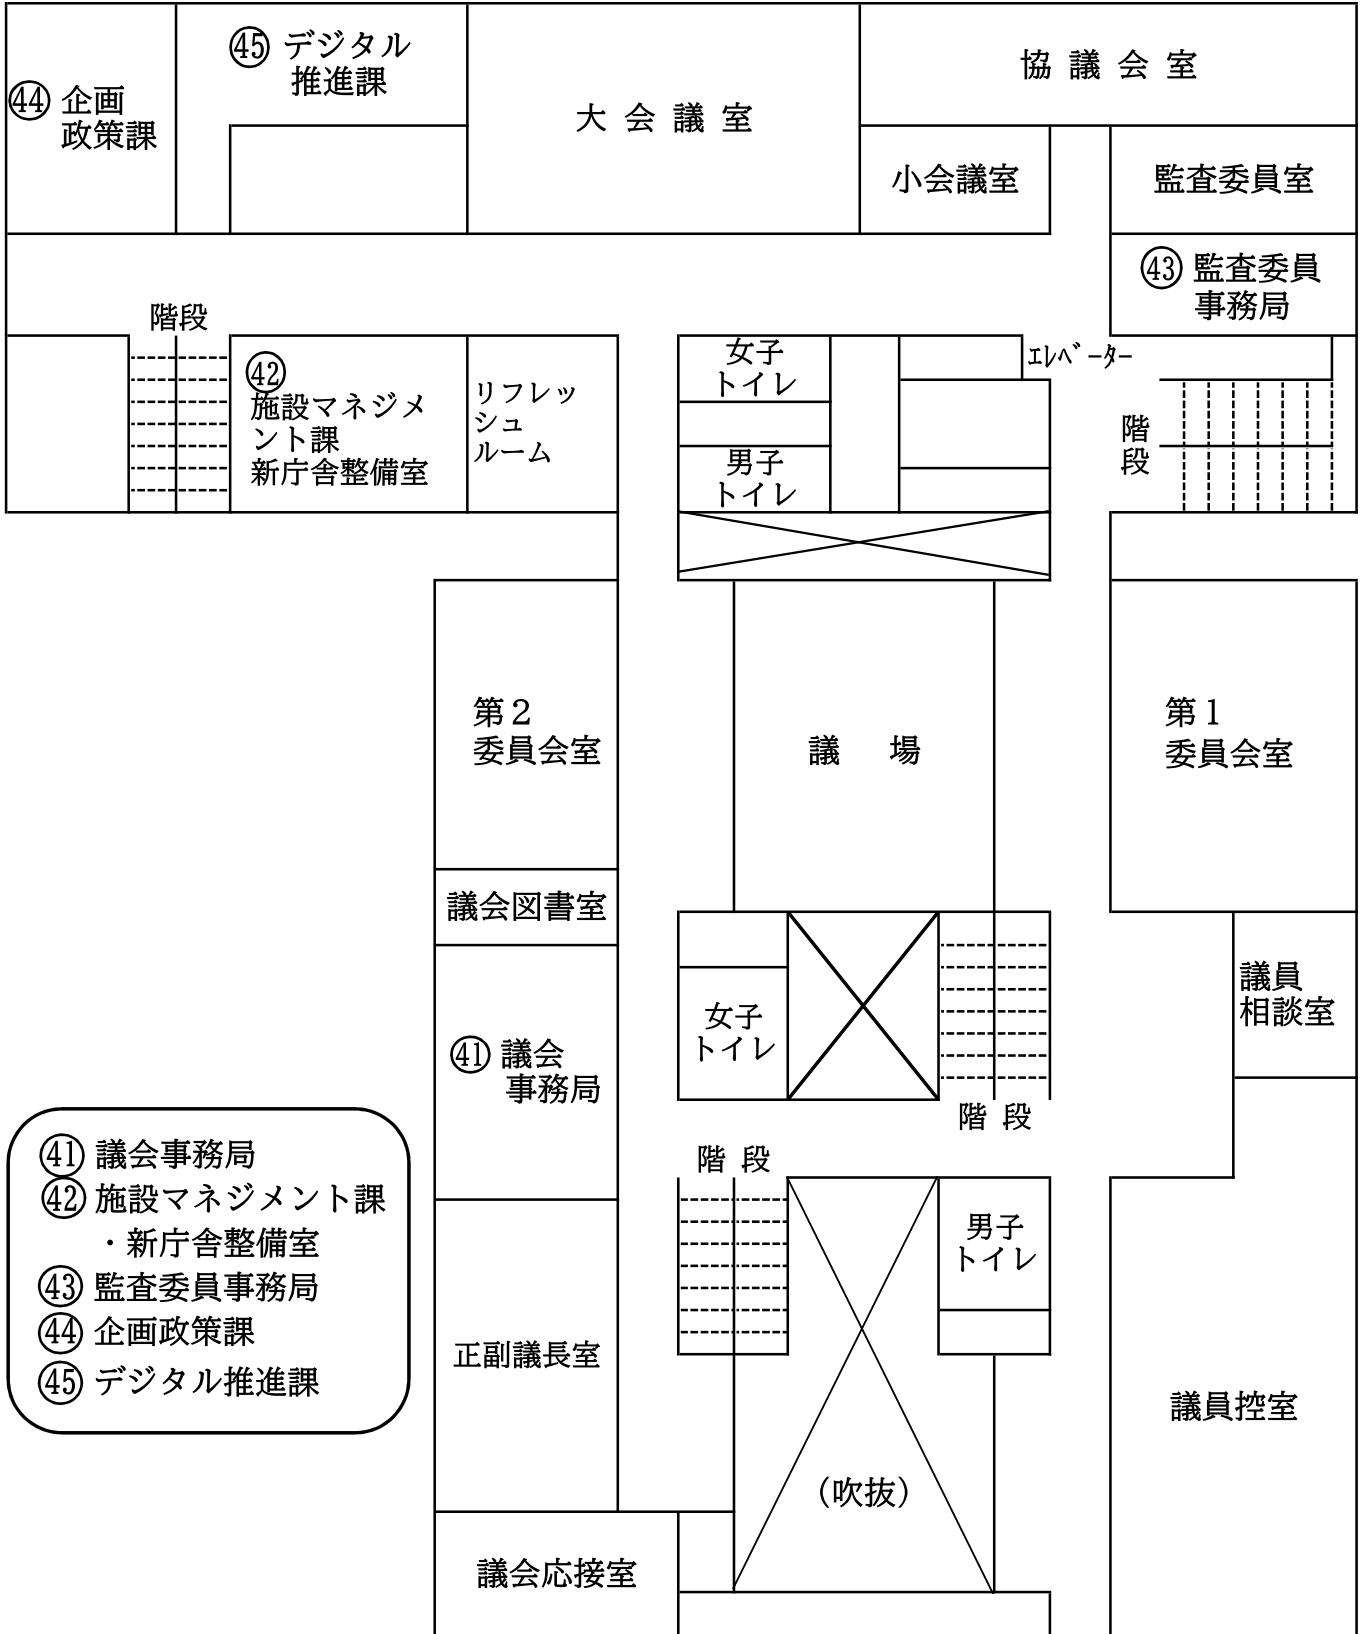 ㊺ デジタル
推進課
㊹ 企画
政策課
大会議室
協議会室
小会議室
監査委員室
㊸ 監査委員
事務局
階段
㊷
施設マネジメ
ント課
新庁舎整備室
リフレッ
シュ
ルーム
女子
トイレ
男子
トイレ
ｴﾚﾍﾞｰﾀｰ
階
段
第２
委員会室
議場
第１
委員会室
議会図書室
議員
相談室
女子
トイレ
㊶ 議会
事務局
階段
階段
男子
トイレ
㊶ 議会事務局
㊷ 施設マネジメント課
・新庁舎整備室
㊸ 監査委員事務局
㊹ 企画政策課
㊺ デジタル推進課
正副議長室
議員控室
（吹抜）
議会応接室